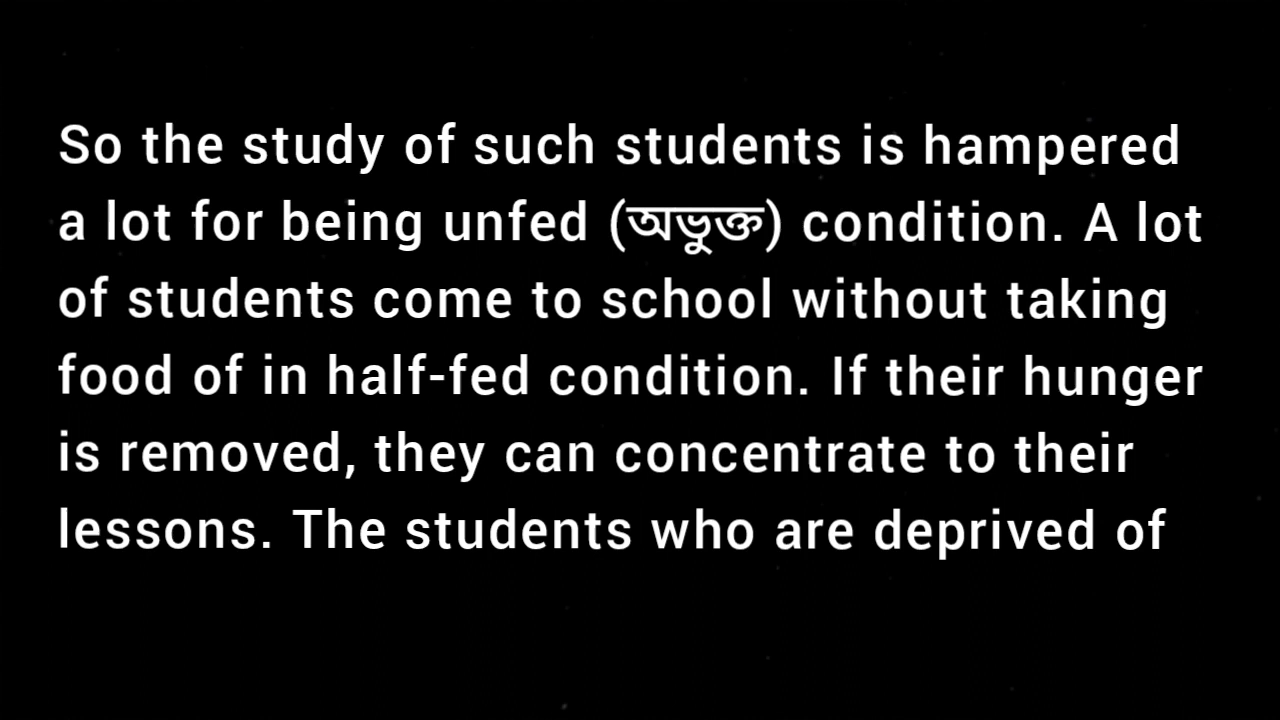 So the study of such students is hampered
a lot for being unfed (অভুক্ত) condition. A lot
of students come to school without taking
food of in half-fed condition. If their hunger
is removed, they can concentrate to their
lessons. The students who are deprived of